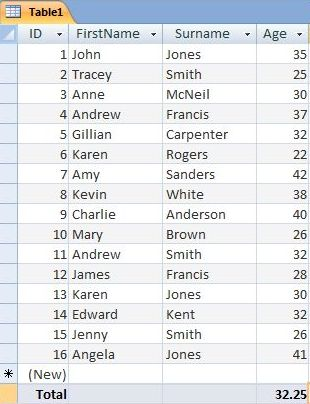 Table1
ID FirstName Surname Age
1 John Jones 35
2 Tracey Smith 25
3 Anne McNeil 30
4 Andrew Francis 37
5 Gillian Carpenter 32
6 Karen Rogers 22
7 Amy Sanders 42
8 Kevin White 38
9 Charlie Anderson 40
10 Mary Brown 26
11 Andrew Smith 32
12 James Francis 28
13 Karen Jones 30
14 Edward Kent 32
15 Jenny Smith 26
16 Angela Jones 41
(New)
Total 32.25